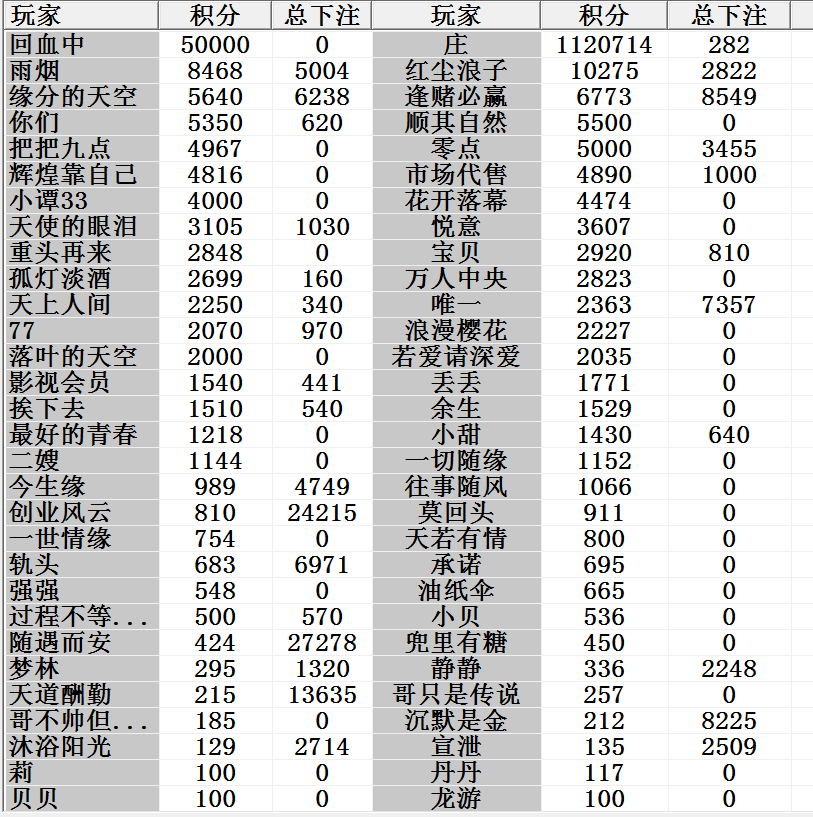 玩家 积分 总下注 玩家 积分 总下注
回血中 50000 0 庄 1120714 282
雨烟 8468 5004 红尘浪子 10275 2822
缘分的天空 5640 6238 逢赌必赢 6773 8549
你们 5350 620 顺其自然 5500 0
把把九点 4967 0 零点 5000 3455
辉煌靠自己 4816 0 市场代售 4890 1000
小谭33 4000 0 花开落幕 4474 0
天使的眼泪 3105 1030 悦意 3607 0
重头再来 2848 0 宝贝 2920 810
孤灯淡酒 2699 160 万人中央 2823 0
天上人间 2250 340 唯一 2363 7357
77 2070 970 浪漫樱花 2227 0
落叶的天空 2000 0 若爱请深爱 2035 0
影视会员 1540 441 丢丢 1771 0
挨下去 1510 540 余生 1529 0
最好的青春 1218 0 小甜 1430 640
二嫂 1144 0 一切随缘 1152 0
今生缘 989 4749 往事随风 1066 0
创业风云 810 24215 莫回头 911 0
一世情缘 754 0 天若有情 800 0
轨头 683 6971 承诺 695 0
强强 548 0 油纸伞 665 0
过程不等... 500 570 小贝 536 0
随遇而安 424 27278 兜里有糖 450 0
梦林 295 1320 静静 336 2248
天道酬勤 215 13635 哥只是传说 257 0
哥不帅但... 185 0 沉默是金 212 8225
沐浴阳光 129 2714 宣泄 135 2509
莉 100 0 丹丹 117 0
贝贝 100 0 龙游 100 0